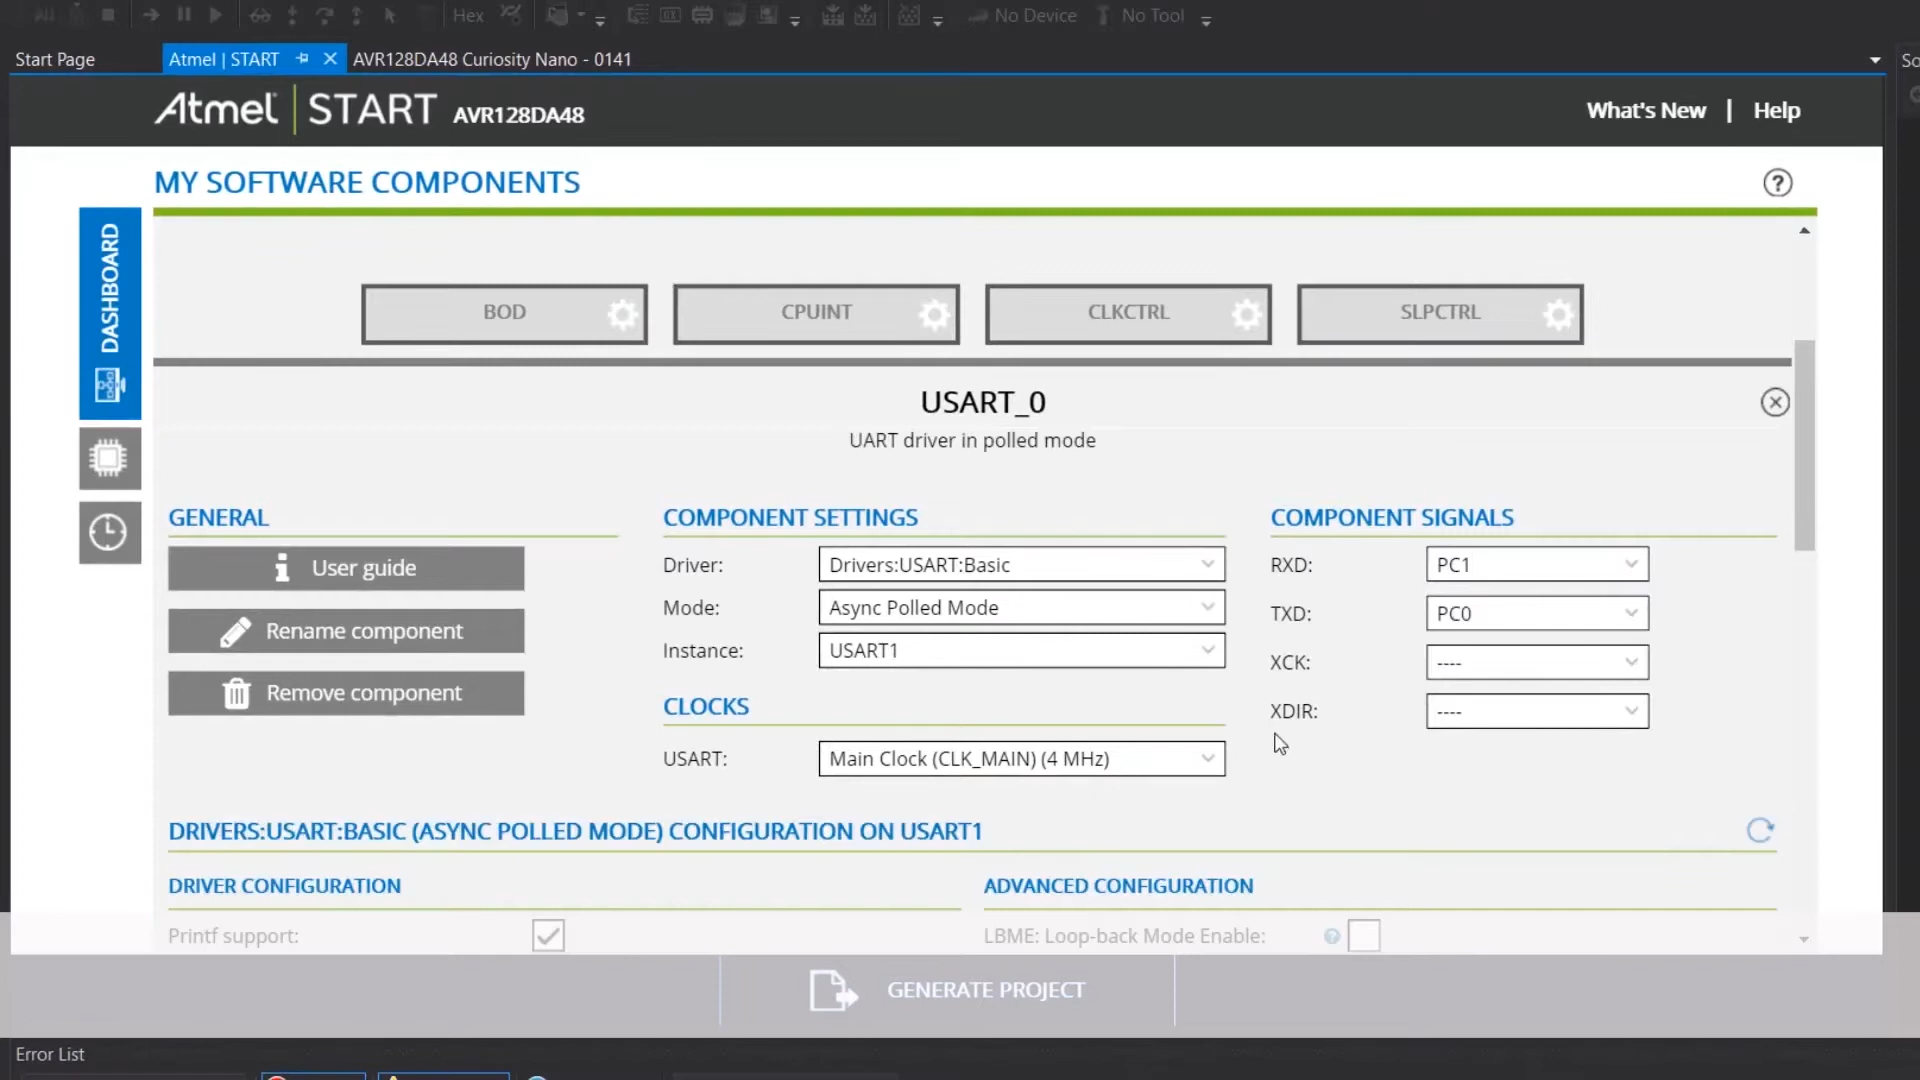 Hex
No Device
No Tool
Start Page
Atmel | START
AVR128DA48 Curiosity Nano - 0141
So
Atmel | START AVR128DA48
What's New | Help
MY SOFTWARE COMPONENTS
DASHBOARD
BOD
CPUINT
CLKCTRL
SLPCTRL
USART_0
UART driver in polled mode
GENERAL
User guide
Rename component
Remove component
COMPONENT SETTINGS
Driver: Drivers:USART:Basic
Mode: Async Polled Mode
Instance: USART1
CLOCKS
USART: Main Clock (CLK_MAIN) (4 MHz)
COMPONENT SIGNALS
RXD: PC1
TXD: PC0
XCK: ----
XDIR: ----
DRIVERS:USART:BASIC (ASYNC POLLED MODE) CONFIGURATION ON USART1
DRIVER CONFIGURATION
Printf support:
ADVANCED CONFIGURATION
LBME: Loop-back Mode Enable:
GENERATE PROJECT
Error List